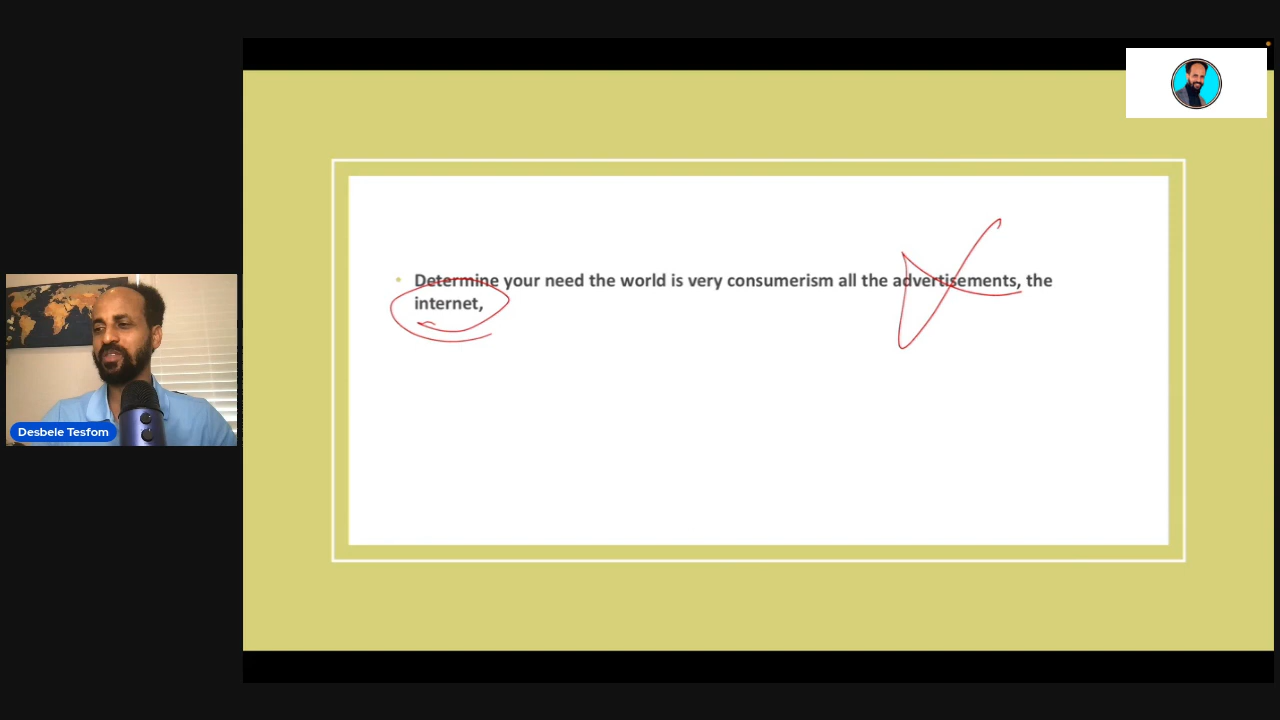 Determine your need the world is very consumerism all the advertisements, the
internet,
Desbele Tesfom